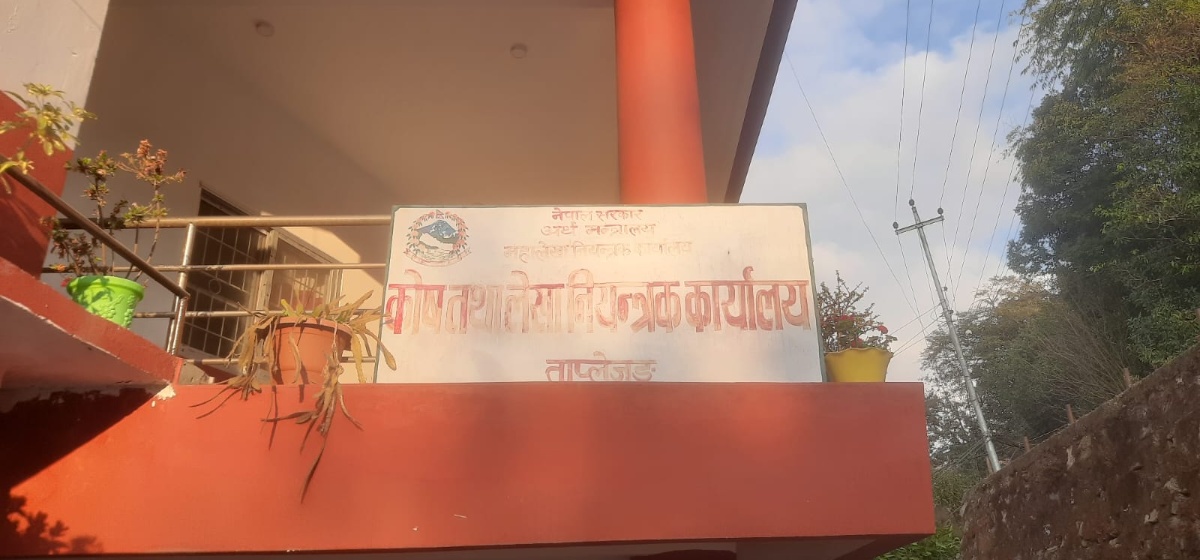 नेपाल सरकार
अर्थ मन्त्रालय
महालेखा नियन्त्रक कार्यालय
कोष तथा लेखा नियन्त्रक कार्यालय
ताप्लेजुङ